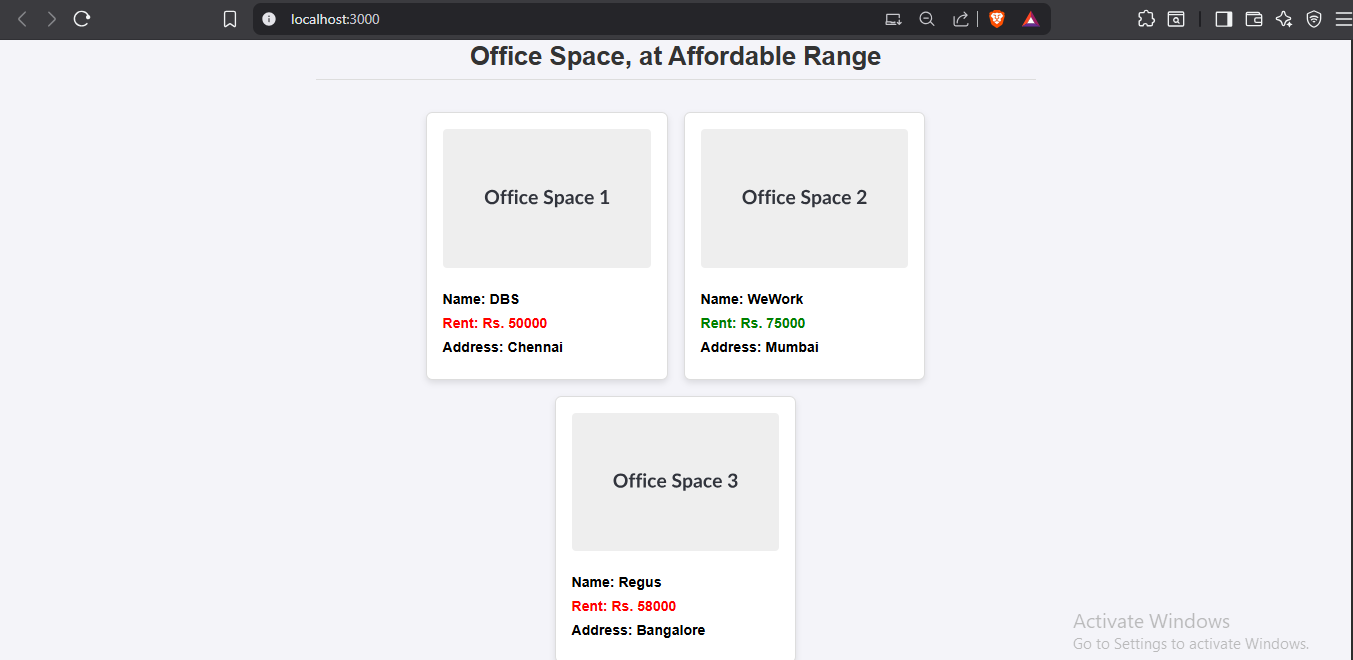 localhost:3000
Office Space, at Affordable Range
Office Space 1
Office Space 2
Name: DBS
Rent: Rs. 50000
Address: Chennai
Name: WeWork
Rent: Rs. 75000
Address: Mumbai
Office Space 3
Name: Regus
Rent: Rs. 58000
Address: Bangalore
Activate Windows
Go to Settings to activate Windows.